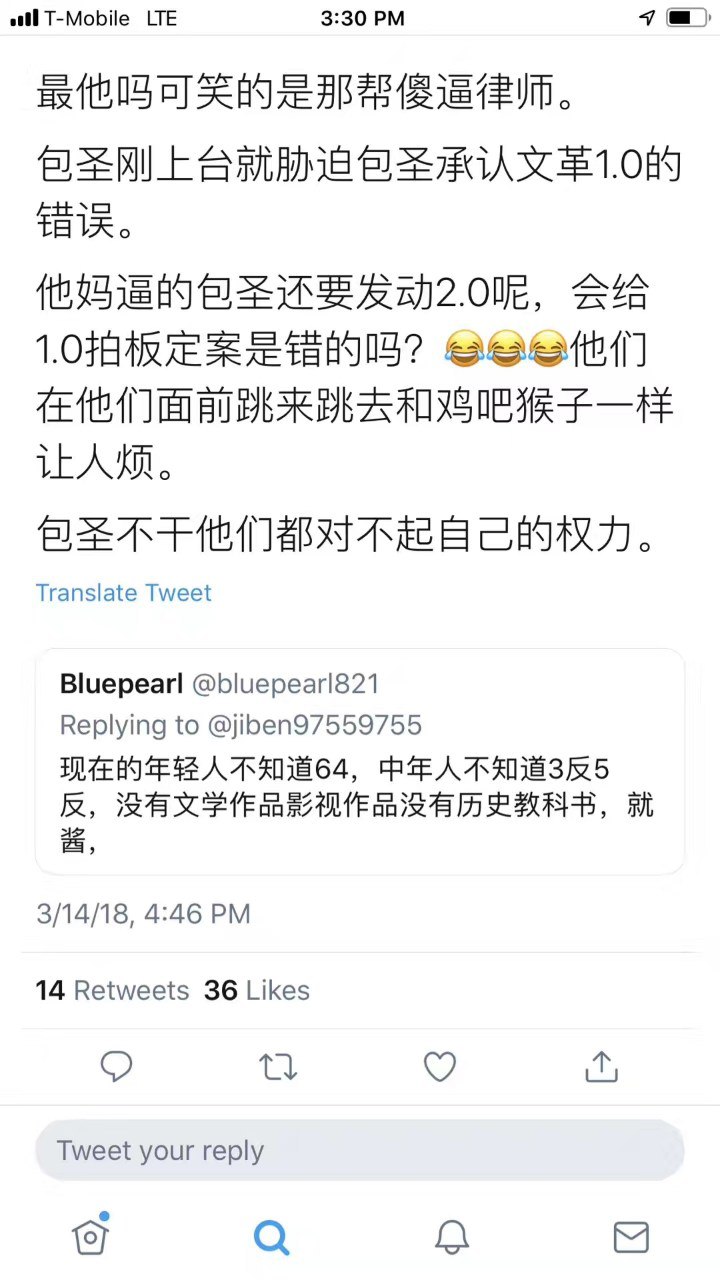 T-Mobile LTE 3:30 PM
最他吗可笑的是那帮傻逼律师。
包圣刚上台就胁迫包圣承认文革1.0的
错误。
他妈逼的包圣还要发动2.0呢，会给
1.0拍板定案是错的吗？😂😂😂他们
在他们面前跳来跳去和鸡吧猴子一样
让人烦。
包圣不干他们都对不起自己的权力。
Translate Tweet
Bluepearl @bluepearl821
Replying to @jiben97559755
现在的年轻人不知道64，中年人不知道3反5
反，没有文学作品影视作品没有历史教科书，就
酱，
3/14/18, 4:46 PM
14 Retweets 36 Likes
Tweet your reply